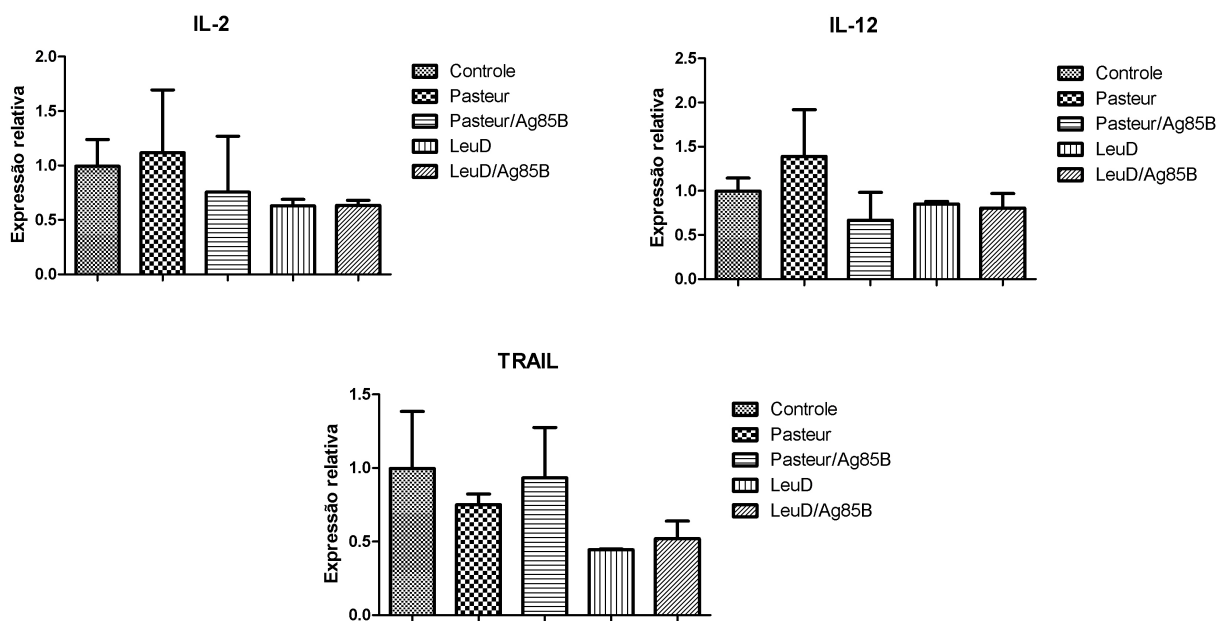 IL-2
Expressão relativa
2.0
1.5
1.0
0.5
0.0
Controle
Pasteur
Pasteur/Ag85B
LeuD
LeuD/Ag85B
IL-12
Expressão relativa
2.5
2.0
1.5
1.0
0.5
0.0
Controle
Pasteur
Pasteur/Ag85B
LeuD
LeuD/Ag85B
TRAIL
Expressão relativa
1.5
1.0
0.5
0.0
Controle
Pasteur
Pasteur/Ag85B
LeuD
LeuD/Ag85B